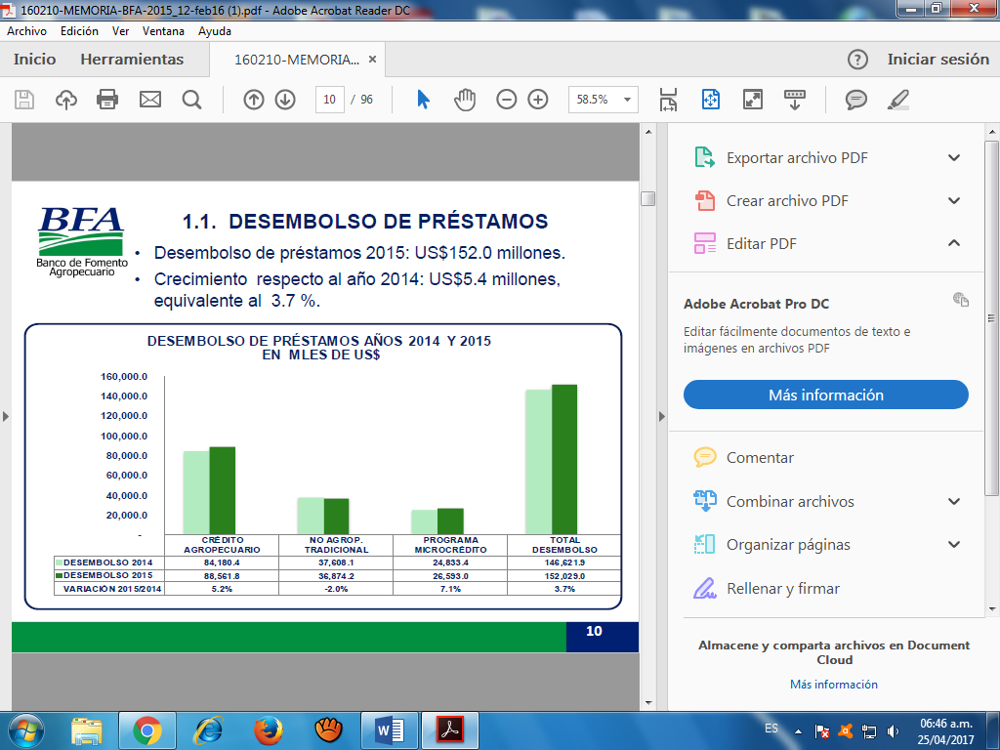 160210-MEMORIA-BFA-2015_12-feb16 (1).pdf - Adobe Acrobat Reader DC
Archivo Edición Ver Ventana Ayuda
Inicio Herramientas 160210-MEMORIA... × ? Iniciar sesión
10 / 96 58.5%
BFA
Banco de Fomento
Agropecuario
1.1. DESEMBOLSO DE PRÉSTAMOS
• Desembolso de préstamos 2015: US$152.0 millones.
• Crecimiento respecto al año 2014: US$5.4 millones,
equivalente al 3.7 %.
DESEMBOLSO DE PRÉSTAMOS AÑOS 2014 Y 2015
EN MLES DE US$
160,000.0
140,000.0
120,000.0
100,000.0
80,000.0
60,000.0
40,000.0
20,000.0
-
CRÉDITO AGROPECUARIO NO AGROP. TRADICIONAL PROGRAMA MICROCRÉDITO TOTAL DESEMBOLSO
DESEMBOLSO 2014 84,180.4 37,608.1 24,833.4 146,621.9
DESEMBOLSO 2015 88,561.8 36,874.2 26,593.0 152,029.0
VARIACIÓN 2015/2014 5.2% -2.0% 7.1% 3.7%
10
Exportar archivo PDF
Crear archivo PDF
Editar PDF
Adobe Acrobat Pro DC
Editar fácilmente documentos de texto e
imágenes en archivos PDF
Más información
Comentar
Combinar archivos
Organizar páginas
Rellenar y firmar
Almacene y comparta archivos en Document
Cloud
Más información
ES
06:46 a.m.
25/04/2017